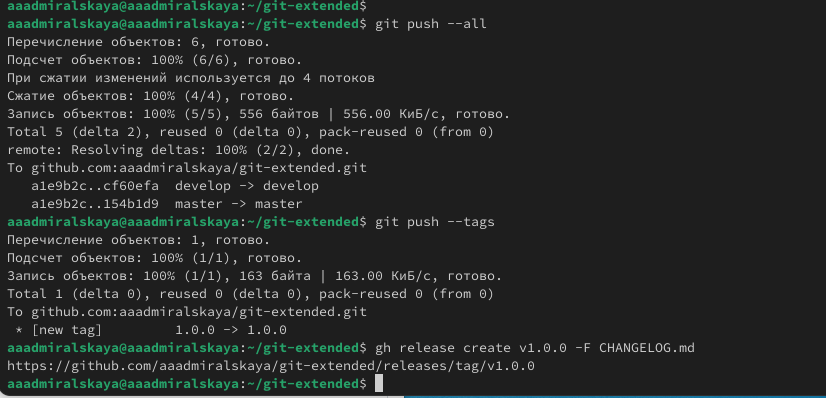 aaadmiralskaya@aaadmiralskaya:~/git-extended$
aaadmiralskaya@aaadmiralskaya:~/git-extended$ git push --all
Перечисление объектов: 6, готово.
Подсчет объектов: 100% (6/6), готово.
При сжатии изменений используется до 4 потоков
Сжатие объектов: 100% (4/4), готово.
Запись объектов: 100% (5/5), 556 байтов | 556.00 КиБ/с, готово.
Total 5 (delta 2), reused 0 (delta 0), pack-reused 0 (from 0)
remote: Resolving deltas: 100% (2/2), done.
To github.com:aaadmiralskaya/git-extended.git
   a1e9b2c..cf60efa  develop -> develop
   a1e9b2c..154b1d9  master -> master
aaadmiralskaya@aaadmiralskaya:~/git-extended$ git push --tags
Перечисление объектов: 1, готово.
Подсчет объектов: 100% (1/1), готово.
Запись объектов: 100% (1/1), 163 байта | 163.00 КиБ/с, готово.
Total 1 (delta 0), reused 0 (delta 0), pack-reused 0 (from 0)
To github.com:aaadmiralskaya/git-extended.git
 * [new tag]         1.0.0 -> 1.0.0
aaadmiralskaya@aaadmiralskaya:~/git-extended$ gh release create v1.0.0 -F CHANGELOG.md
https://github.com/aaadmiralskaya/git-extended/releases/tag/v1.0.0
aaadmiralskaya@aaadmiralskaya:~/git-extended$